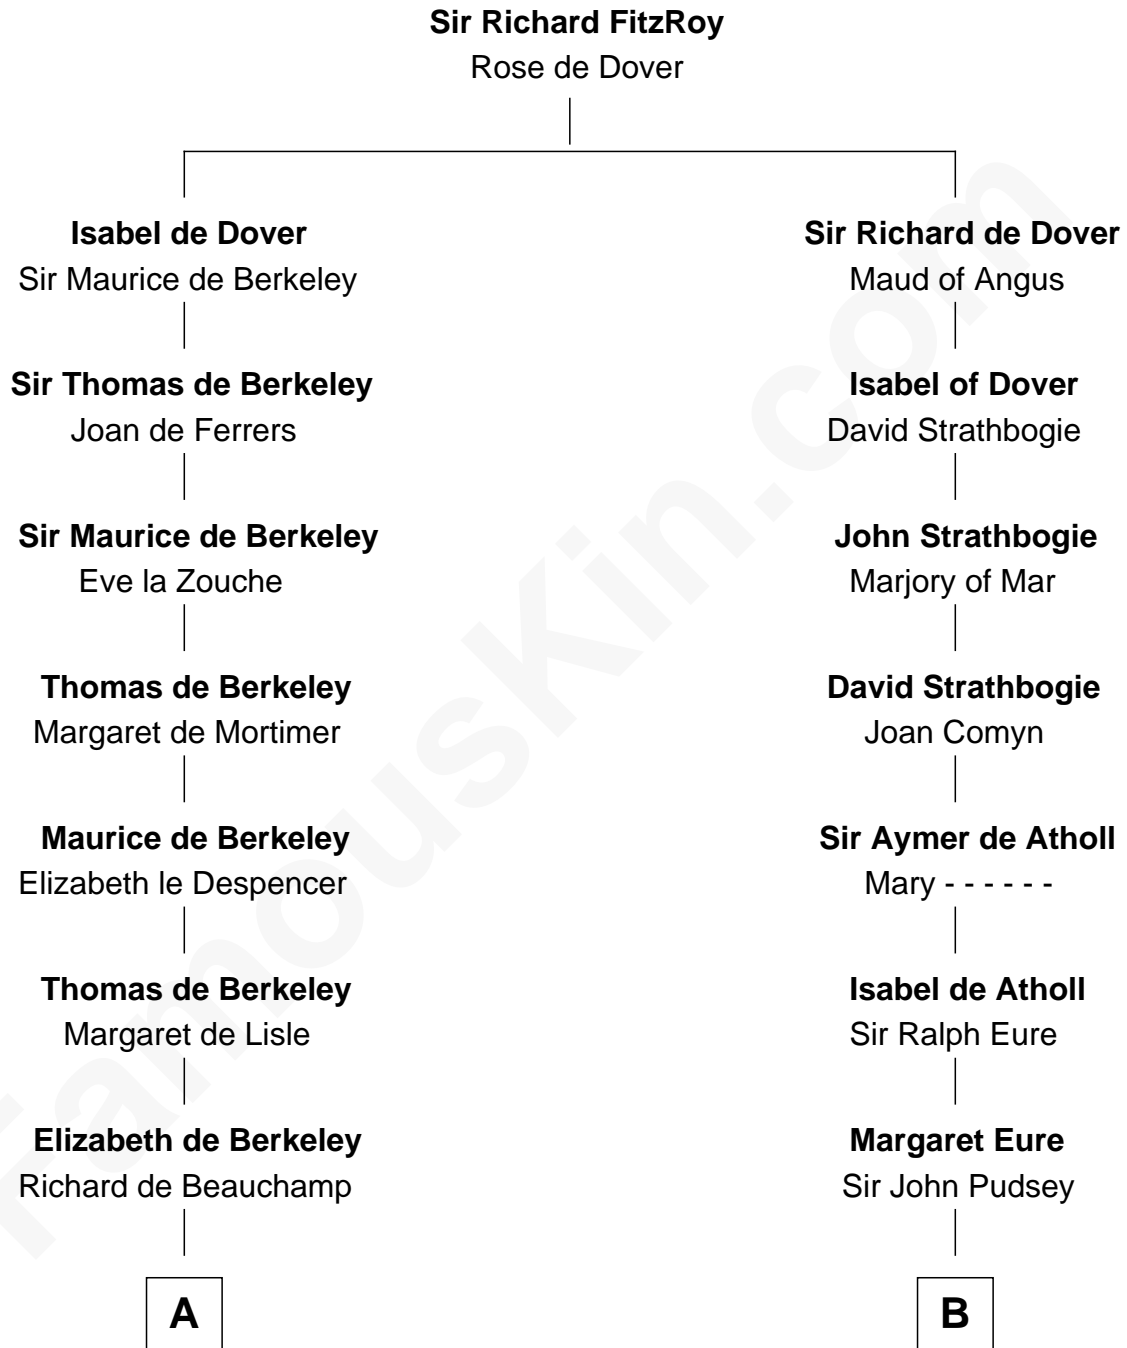 Sir Richard FitzRoy
Rose de Dover
Isabel de Dover
Sir Maurice de Berkeley
Sir Richard de Dover
Maud of Angus
Sir Thomas de Berkeley
Joan de Ferrers
Isabel of Dover
David Strathbogie
Sir Maurice de Berkeley
Eve la Zouche
John Strathbogie
Marjory of Mar
Thomas de Berkeley
Margaret de Mortimer
David Strathbogie
Joan Comyn
Maurice de Berkeley
Elizabeth le Despencer
Sir Aymer de Atholl
Mary - - - - - -
Thomas de Berkeley
Margaret de Lisle
Isabel de Atholl
Sir Ralph Eure
Elizabeth de Berkeley
Richard de Beauchamp
Margaret Eure
Sir John Pudsey
A
B
FamousKin.com